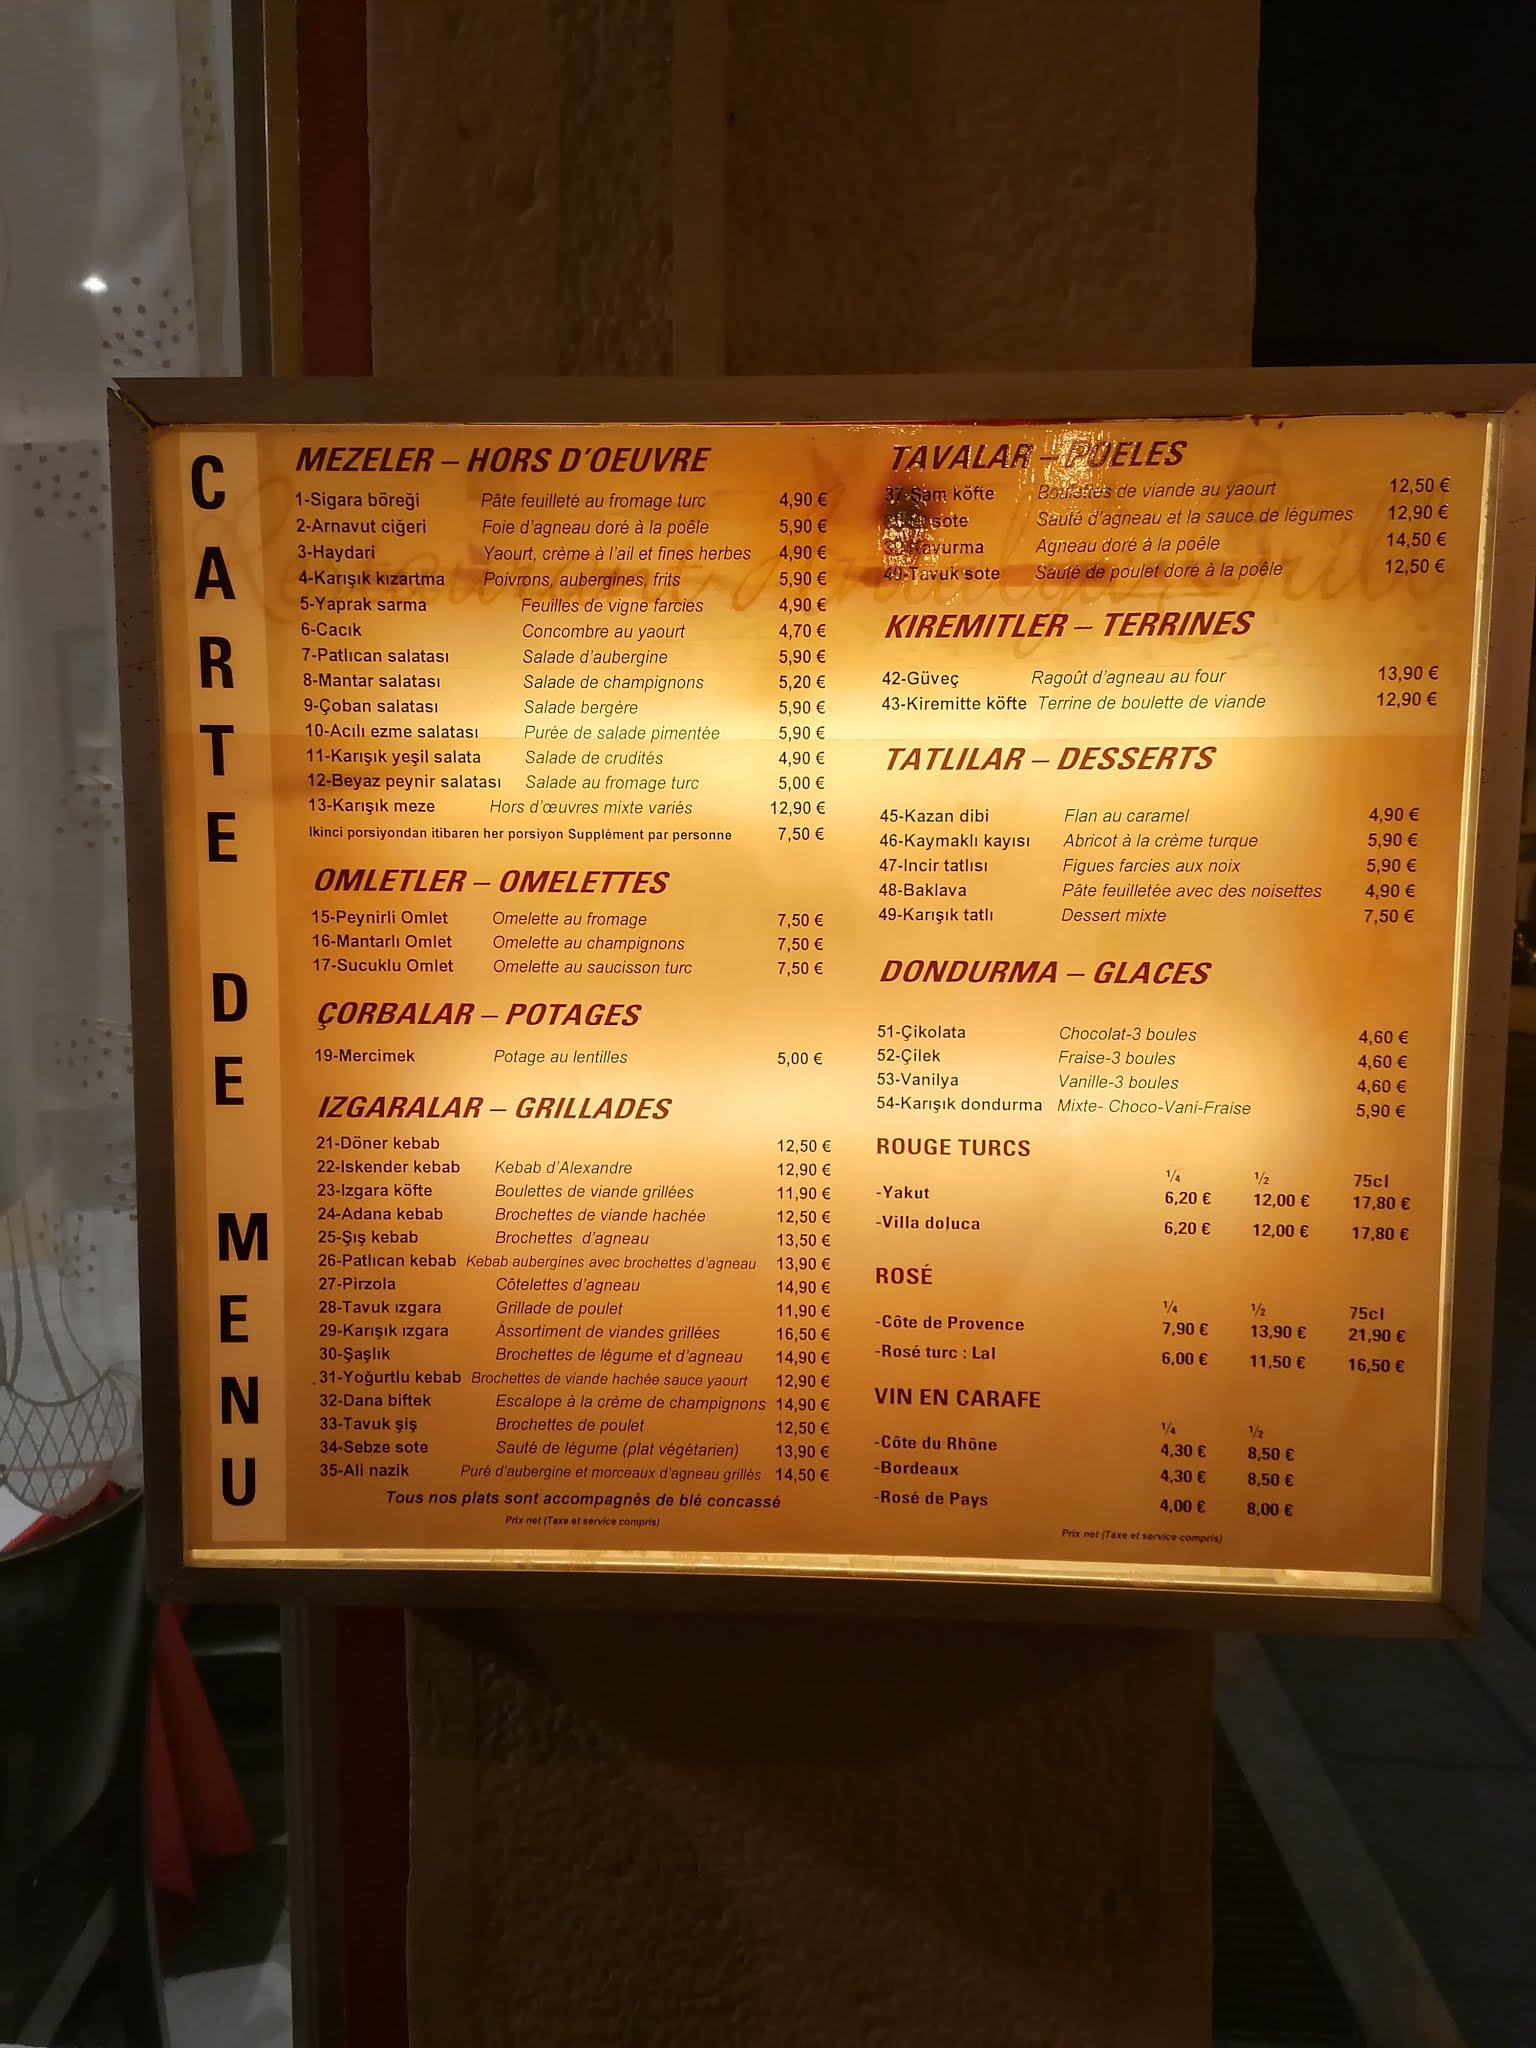 CARTE DE MENU
MEZELER – HORS D'OEUVRE
1-Sigara böreği Pâte feuilleté au fromage turc 4,90 €
2-Arnavut ciğeri Foie d'agneau doré à la poêle 5,90 €
3-Haydari Yaourt, crème à l'ail et fines herbes 4,90 €
4-Karışık kızartma Poivrons, aubergines, frits 5,90 €
5-Yaprak sarma Feuilles de vigne farcies 4,90 €
6-Cacık Concombre au yaourt 4,70 €
7-Patlıcan salatası Salade d'aubergine 5,90 €
8-Mantar salatası Salade de champignons 5,20 €
9-Çoban salatası Salade bergère 5,90 €
10-Acılı ezme salatası Purée de salade pimentée 5,90 €
11-Karışık yeşil salata Salade de crudités 4,90 €
12-Beyaz peynir salatası Salade au fromage turc 5,00 €
13-Karışık meze Hors d'œuvres mixte variés 12,90 €
Ikinci porsiyondan itibaren her porsiyon Supplément par personne 7,50 €
OMLETLER – OMELETTES
15-Peynirli Omlet Omelette au fromage 7,50 €
16-Mantarlı Omlet Omelette au champignons 7,50 €
17-Sucuklu Omlet Omelette au saucisson turc 7,50 €
ÇORBALAR – POTAGES
19-Mercimek Potage au lentilles 5,00 €
IZGARALAR – GRILLADES
21-Döner kebab 12,50 €
22-Iskender kebab Kebab d'Alexandre 12,90 €
23-Izgara köfte Boulettes de viande grillées 11,90 €
24-Adana kebab Brochettes de viande hachée 12,50 €
25-Şış kebab Brochettes d'agneau 13,50 €
26-Patlıcan kebab Kebab aubergines avec brochettes d'agneau 13,90 €
27-Pirzola Côtelettes d'agneau 14,90 €
28-Tavuk ızgara Grillade de poulet 11,90 €
29-Karışık ızgara Assortiment de viandes grillées 16,50 €
30-Şaşlık Brochettes de légume et d'agneau 14,90 €
31-Yoğurtlu kebab Brochettes de viande hachée sauce yaourt 12,90 €
32-Dana biftek Escalope à la crème de champignons 14,90 €
33-Tavuk şiş Brochettes de poulet 12,50 €
34-Sebze sote Sauté de légume (plat végétarien) 13,90 €
35-Ali nazik Puré d'aubergine et morceaux d'agneau grillés 14,50 €
Tous nos plats sont accompagnés de blé concassé
Prix net (Taxe et service compris)
TAVALAR – POELES
37-Sam köfte Boulettes de viande au yaourt 12,50 €
sote Sauté d'agneau et la sauce de légumes 12,90 €
Kavurma Agneau doré à la poêle 14,50 €
40-Tavuk sote Sauté de poulet doré à la poêle 12,50 €
KIREMITLER – TERRINES
42-Güveç Ragoût d'agneau au four 13,90 €
43-Kiremitte köfte Terrine de boulette de viande 12,90 €
TATLILAR – DESSERTS
45-Kazan dibi Flan au caramel 4,90 €
46-Kaymaklı kayısı Abricot à la crème turque 5,90 €
47-Incir tatlısı Figues farcies aux noix 5,90 €
48-Baklava Pâte feuilletée avec des noisettes 4,90 €
49-Karışık tatlı Dessert mixte 7,50 €
DONDURMA – GLACES
51-Çikolata Chocolat-3 boules 4,60 €
52-Çilek Fraise-3 boules 4,60 €
53-Vanilya Vanille-3 boules 4,60 €
54-Karışık dondurma Mixte- Choco-Vani-Fraise 5,90 €
ROUGE TURCS
¼ ½ 75cl
-Yakut 6,20 € 12,00 € 17,80 €
-Villa doluca 6,20 € 12,00 € 17,80 €
ROSÉ
¼ ½ 75cl
-Côte de Provence 7,90 € 13,90 € 21,90 €
-Rosé turc : Lal 6,00 € 11,50 € 16,50 €
VIN EN CARAFE
¼ ½
-Côte du Rhône 4,30 € 8,50 €
-Bordeaux 4,30 € 8,50 €
-Rosé de Pays 4,00 € 8,00 €
Prix net (Taxe et service compris)